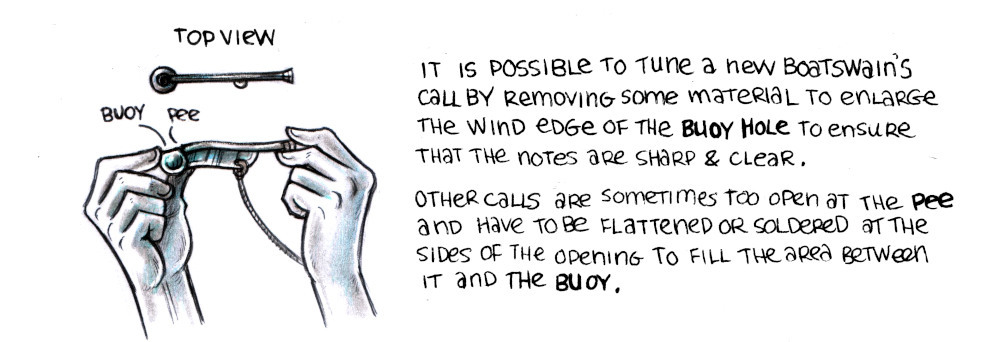 TOP VIEW
BUOY Pee
IT IS POSSIBLE TO TUNE a NEW BOATSWAIN'S
CALL BY REMOVING SOME MATERIAL TO ENLARGE
THE WIND EDGE OF THE BUOY HOLE TO ENSURE
THAT THE NOTES ARE SHARP & CLEAR.
OTHER CALLS ARE SOMETIMES TOO OPEN AT THE Pee
AND HAVE TO BE FLATTENED OR SOLDERED AT THE
SIDES OF THE OPENING TO FILL THE AREA BETWEEN
IT AND THE BUOY.